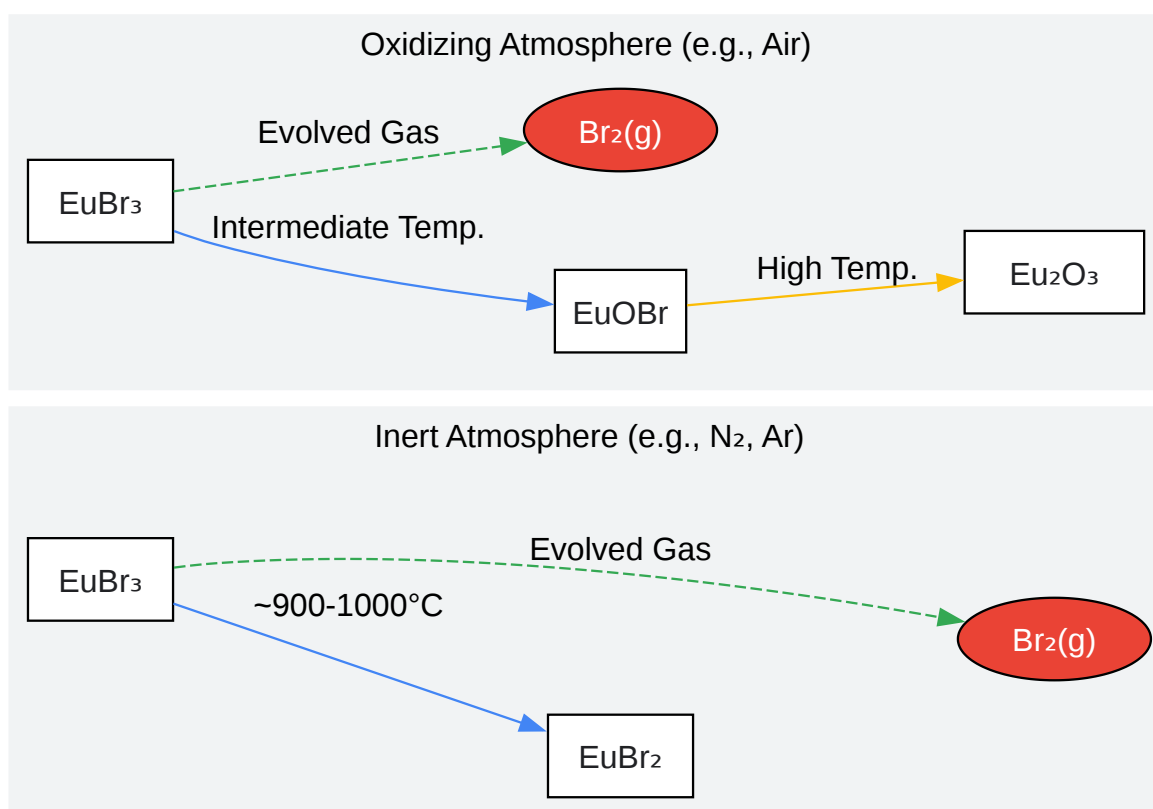 Oxidizing Atmosphere (e.g., Air)
Evolved Gas
Br₂(g)
EuBr₃
Intermediate Temp.
EuOBr
High Temp.
Eu₂O₃
Inert Atmosphere (e.g., N₂, Ar)
EuBr₃
Evolved Gas
~900-1000°C
Br₂(g)
EuBr₂